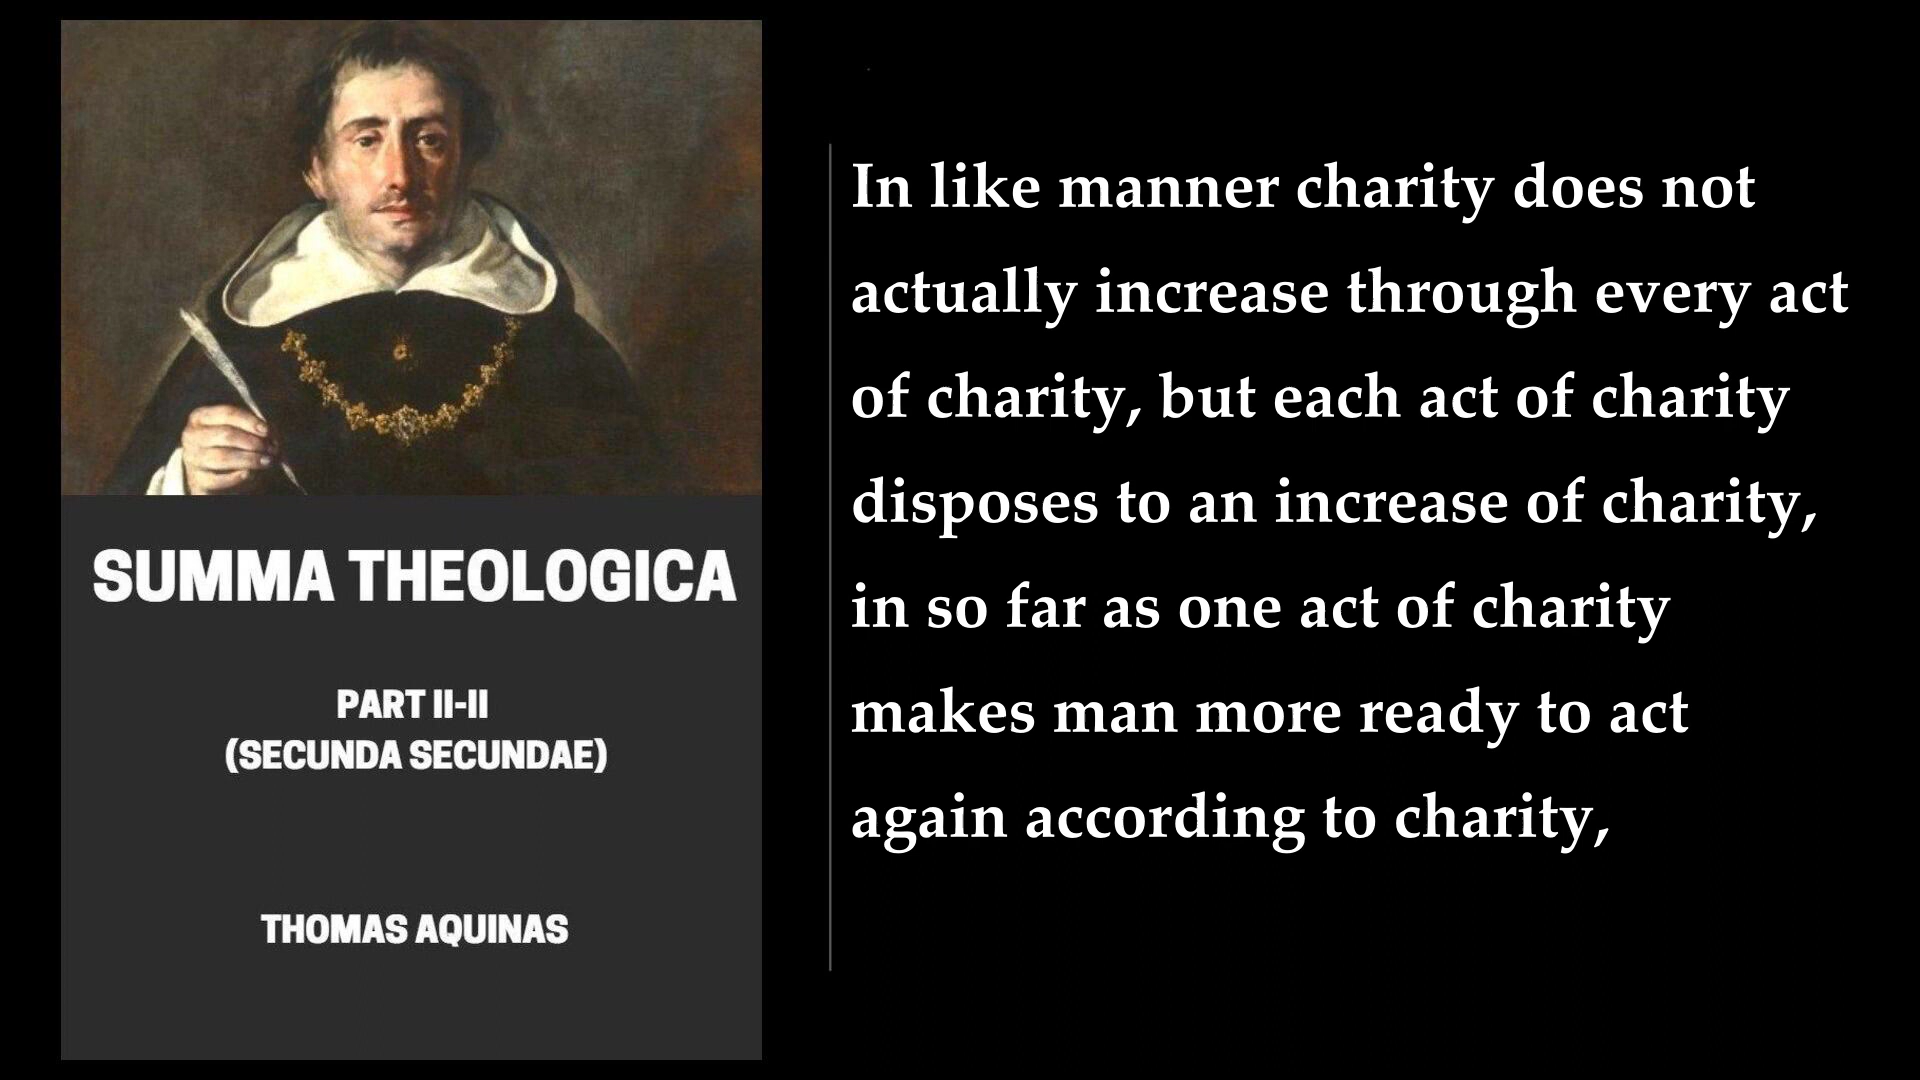 SUMMA THEOLOGICA
PART II-II
(SECUNDA SECUNDAE)
THOMAS AQUINAS
In like manner charity does not
actually increase through every act
of charity, but each act of charity
disposes to an increase of charity,
in so far as one act of charity
makes man more ready to act
again according to charity,